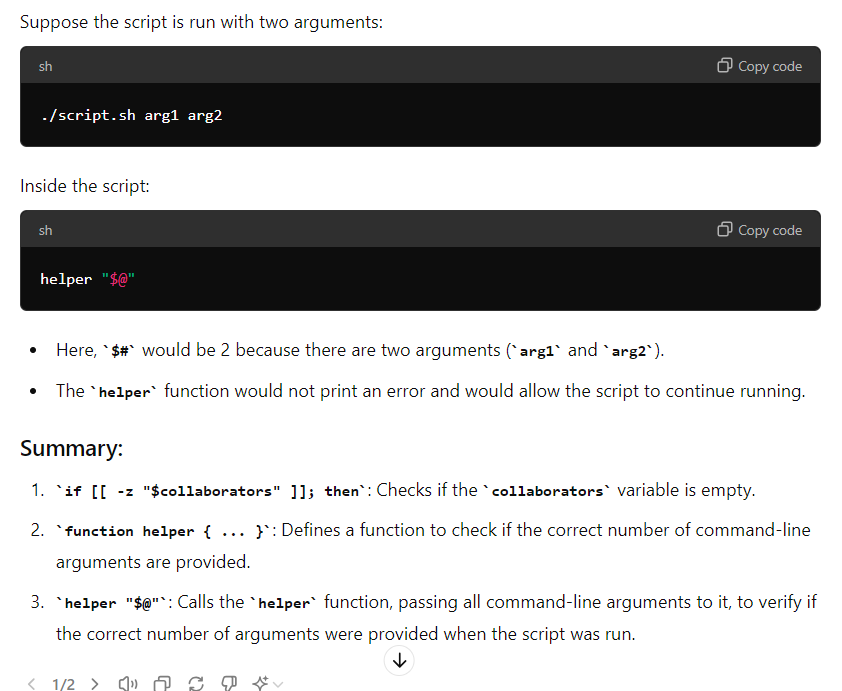 Suppose the script is run with two arguments:
sh
Copy code
./script.sh arg1 arg2
Inside the script:
sh
Copy code
helper "$@"
• Here, `$#` would be 2 because there are two arguments (`arg1` and `arg2`).
• The `helper` function would not print an error and would allow the script to continue running.
Summary:
1. `if [[ -z "$collaborators" ]]; then`: Checks if the `collaborators` variable is empty.
2. `function helper { ... }`: Defines a function to check if the correct number of command-line
arguments are provided.
3. `helper "$@"`: Calls the `helper` function, passing all command-line arguments to it, to verify if
the correct number of arguments were provided when the script was run.
1/2